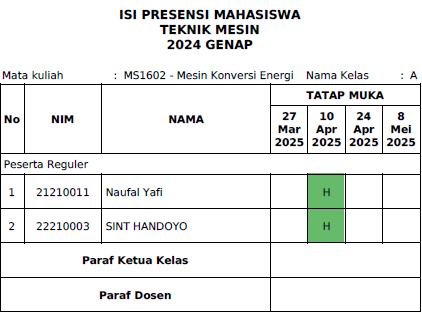 ISI PRESENSI MAHASISWA
TEKNIK MESIN
2024 GENAP
Mata kuliah : MS1602 - Mesin Konversi Energi Nama Kelas : A
No NIM NAMA TATAP MUKA
27 Mar 2025 10 Apr 2025 24 Apr 2025 8 Mei 2025
Peserta Reguler
1 21210011 Naufal Yafi H
2 22210003 SINT HANDOYO H
Paraf Ketua Kelas
Paraf Dosen